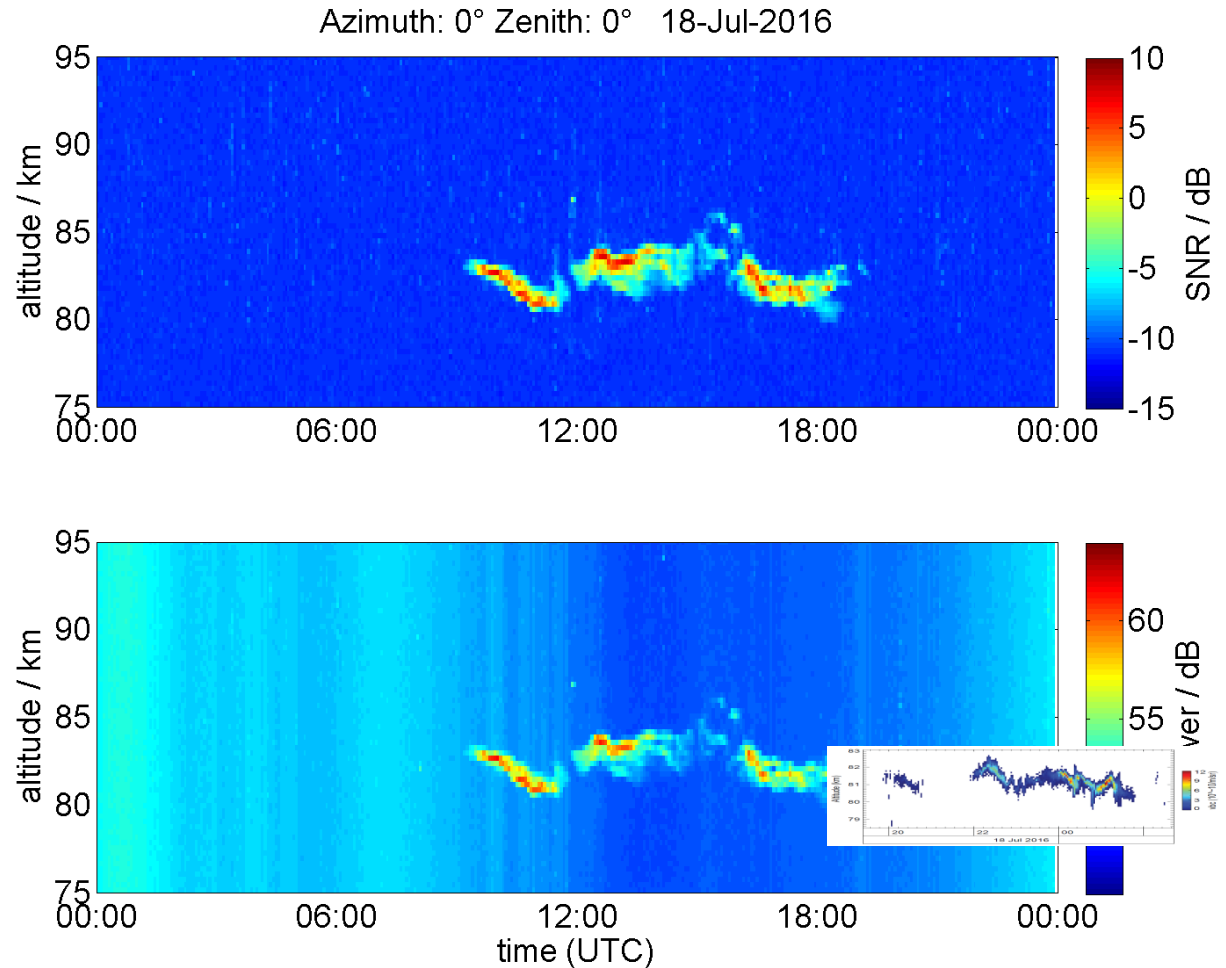 Azimuth: 0° Zenith: 0° 18-Jul-2016
95
90
85
80
75
altitude / km
00:00 06:00 12:00 18:00 00:00
10
5
0
-5
-10
-15
SNR / dB
95
90
85
80
75
altitude / km
00:00 06:00 12:00 18:00 00:00
time (UTC)
60
55
wer / dB
83
82
81
80
79
Altitude (km)
20 22 00
18 Jul 2016